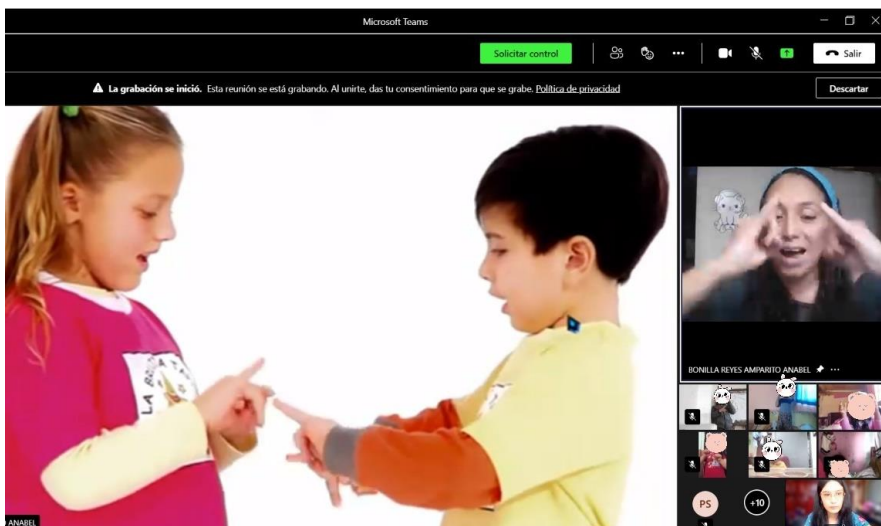 Microsoft Teams
Solicitar control
Salir
La grabación se inició. Esta reunión se está grabando. Al unirte, das tu consentimiento para que se grabe. Política de privacidad
Descartar
LA
BONILLA REYES AMPARITO ANABEL
PS
+10
ANABEL